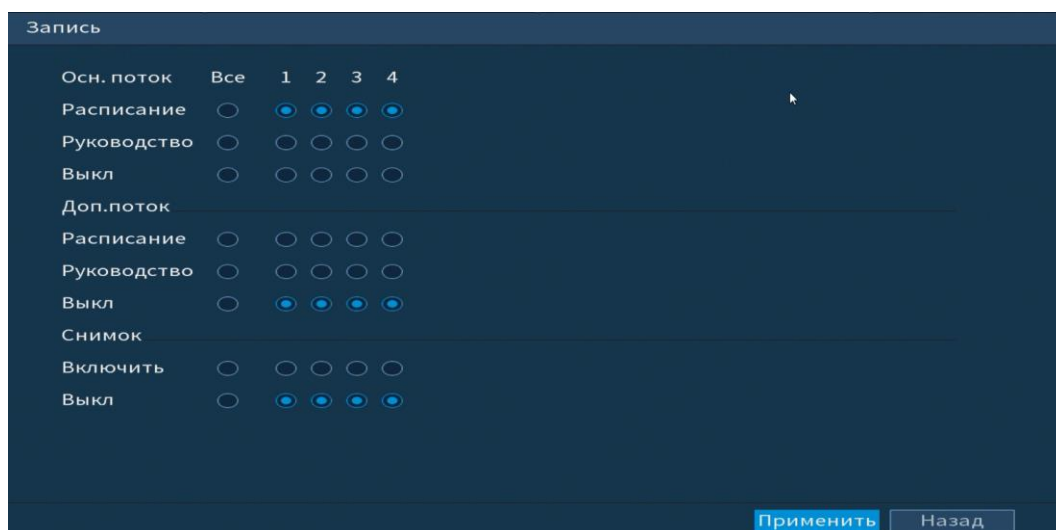 Запись
Осн. поток Все 1 2 3 4
Расписание
Руководство
Выкл
Доп.поток
Расписание
Руководство
Выкл
Снимок
Включить
Выкл
Применить Назад